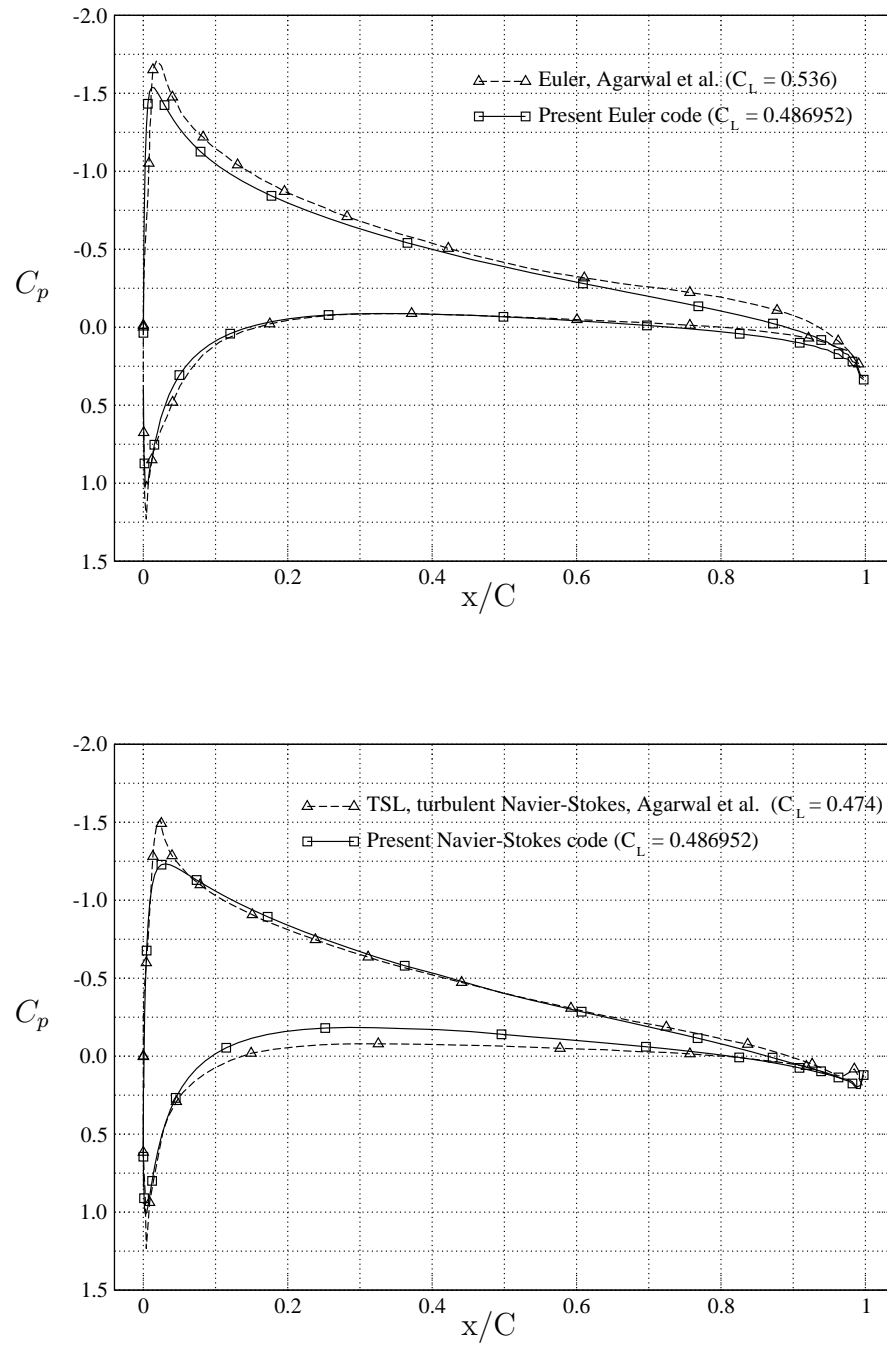 -2.0
Euler, Agarwal et al. (C_L = 0.536)
-1.5
Present Euler code (C_L = 0.486952)
-1.0
-0.5
C_p
0.0
0.5
1.0
1.5
0 0.2 0.4 0.6 0.8 1
x/C
-2.0
TSL, turbulent Navier-Stokes, Agarwal et al. (C_L = 0.474)
-1.5
Present Navier-Stokes code (C_L = 0.486952)
-1.0
-0.5
C_p
0.0
0.5
1.0
1.5
0 0.2 0.4 0.6 0.8 1
x/C